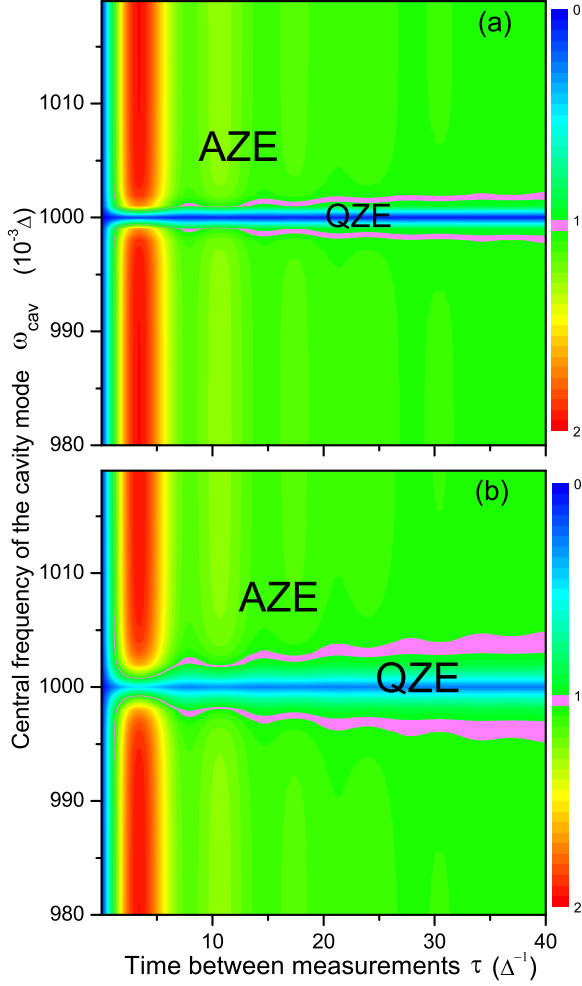 (a)
0
1010
AZE
1000
QZE
1
990
980
2
Central frequency of the cavity mode ω_cav (10⁻³Δ)
(b)
0
1010
AZE
1000
QZE
1
990
980
2
10 20 30 40
Time between measurements τ (Δ⁻¹)